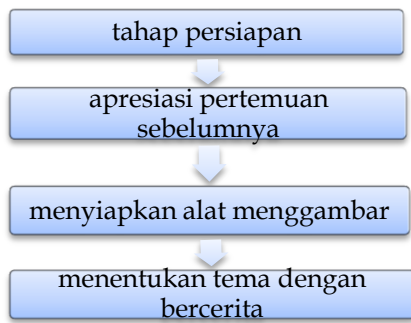 tahap persiapan
apresiasi pertemuan
sebelumnya
menyiapkan alat menggambar
menentukan tema dengan
bercerita